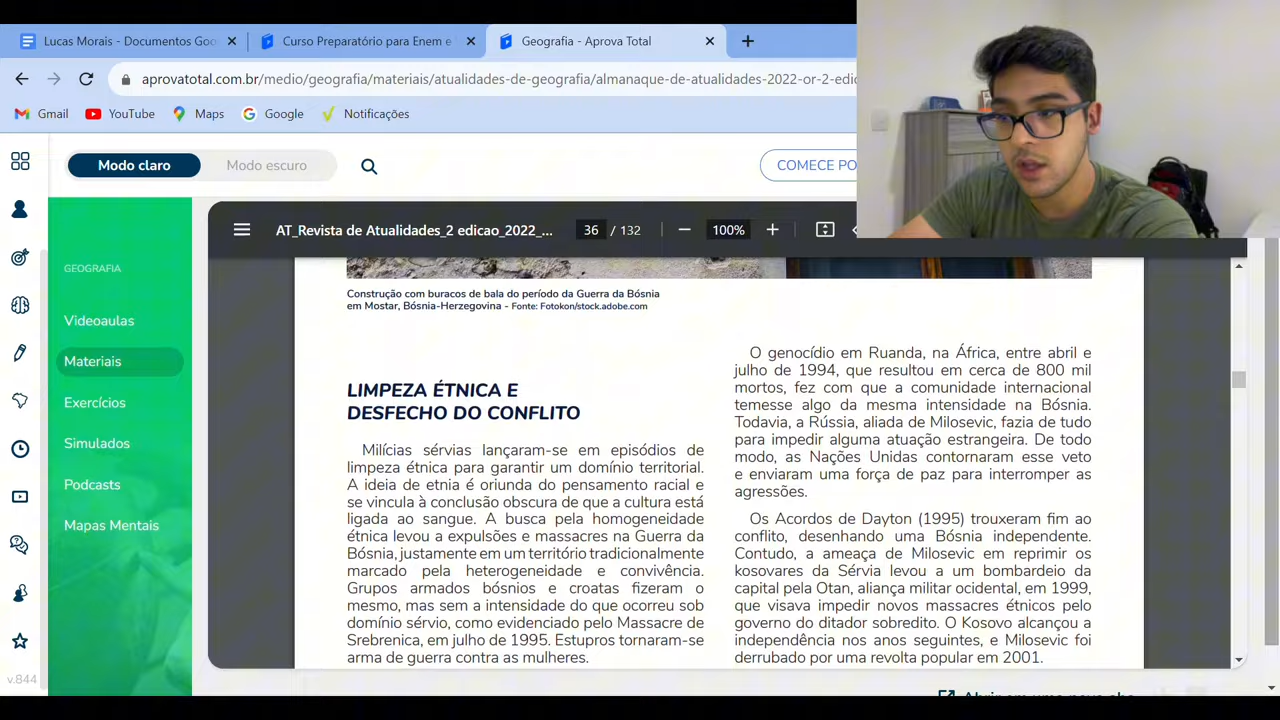 Lucas Morais - Documentos Goo
Curso Preparatório para Enem e
Geografia - Aprova Total
aprovatotal.com.br/medio/geografia/materiais/atualidades-de-geografia/almanaque-de-atualidades-2022-or-2-edic
Gmail
YouTube
Maps
Google
Notificações
Modo claro
Modo escuro
COMECE PO
GEOGRAFIA
Videoaulas
Materiais
Exercícios
Simulados
Podcasts
Mapas Mentais
v.844
AT_Revista de Atualidades_2 edicao_2022_...
36 / 132
100%
Construção com buracos de bala do período da Guerra da Bósnia
em Mostar, Bósnia-Herzegovina - Fonte: Fotokon/stock.adobe.com
LIMPEZA ÉTNICA E
DESFECHO DO CONFLITO
Milícias sérvias lançaram-se em episódios de
limpeza étnica para garantir um domínio territorial.
A ideia de etnia é oriunda do pensamento racial e
se vincula à conclusão obscura de que a cultura está
ligada ao sangue. A busca pela homogeneidade
étnica levou a expulsões e massacres na Guerra da
Bósnia, justamente em um território tradicionalmente
marcado pela heterogeneidade e convivência.
Grupos armados bósnios e croatas fizeram o
mesmo, mas sem a intensidade do que ocorreu sob
domínio sérvio, como evidenciado pelo Massacre de
Srebrenica, em julho de 1995. Estupros tornaram-se
arma de guerra contra as mulheres.
O genocídio em Ruanda, na África, entre abril e
julho de 1994, que resultou em cerca de 800 mil
mortos, fez com que a comunidade internacional
temesse algo da mesma intensidade na Bósnia.
Todavia, a Rússia, aliada de Milosevic, fazia de tudo
para impedir alguma atuação estrangeira. De todo
modo, as Nações Unidas contornaram esse veto
e enviaram uma força de paz para interromper as
agressões.
Os Acordos de Dayton (1995) trouxeram fim ao
conflito, desenhando uma Bósnia independente.
Contudo, a ameaça de Milosevic em reprimir os
kosovares da Sérvia levou a um bombardeio da
capital pela Otan, aliança militar ocidental, em 1999,
que visava impedir novos massacres étnicos pelo
governo do ditador sobredito. O Kosovo alcançou a
independência nos anos seguintes, e Milosevic foi
derrubado por uma revolta popular em 2001.
Abrir em uma nova aba